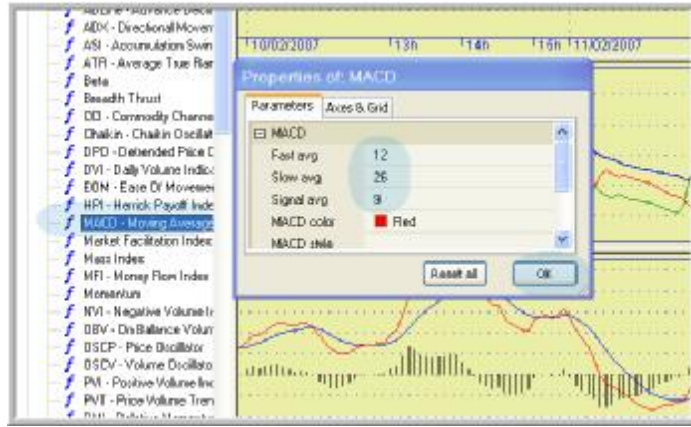 ADX - Directional Movem
ASI - Accumulation Swin
ATR - Average True Ran
Beta
Breadth Thrust
CCI - Commodity Channe
Chaikin - Chaikin Oscillat
DPO - Detrended Price O
DVI - Daily Volume Indic
EOM - Ease Of Movemen
HPI - Herrick Payoff Inde
MACD - Moving Average
Market Facilitation Index
Mass Index
MFI - Money Flow Index
Momentum
NVI - Negative Volume I
OBV - On Ballance Volum
OSCP - Price Oscillator
OSCV - Volume Oscillato
PVI - Positive Volume Ind
PVT - Price Volume Tren
10/02/2007 13h 14h 16h 11/02/2007
Properties of: MACD
Parameters Axes & Grid
MACD
Fast avg 12
Slow avg 26
Signal avg 9
MACD color Red
MACD style
Reset all OK